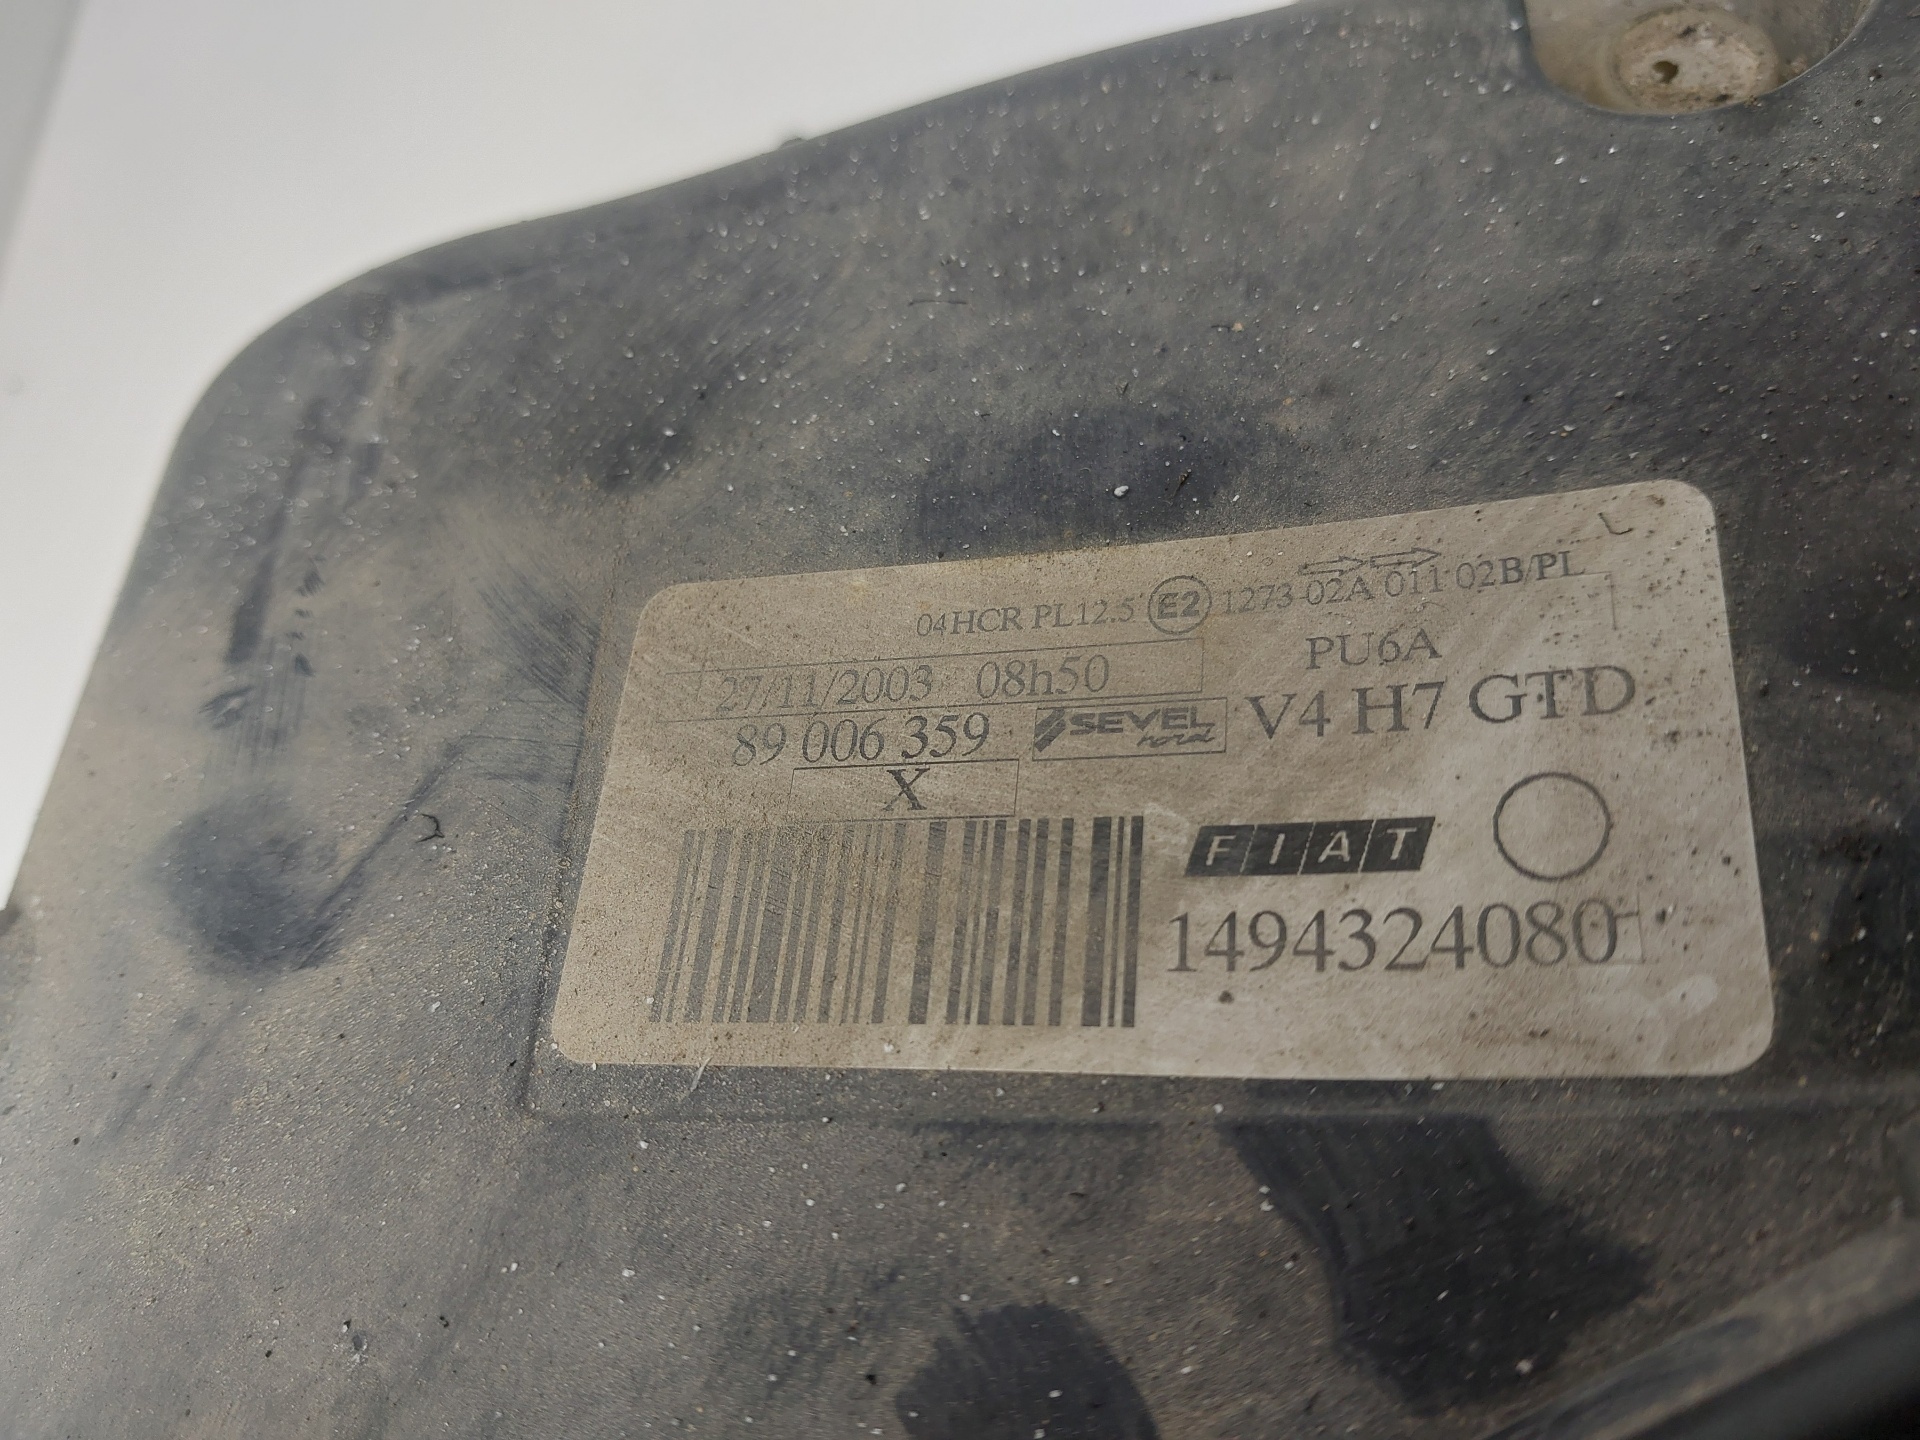 04HCR PL12.5 E2 1273 02A 011 02B/PL
27/11/2003 08h50 PU6A
89 006 359 SEVEL nord V4 H7 GTD
X
FIAT
1494324080